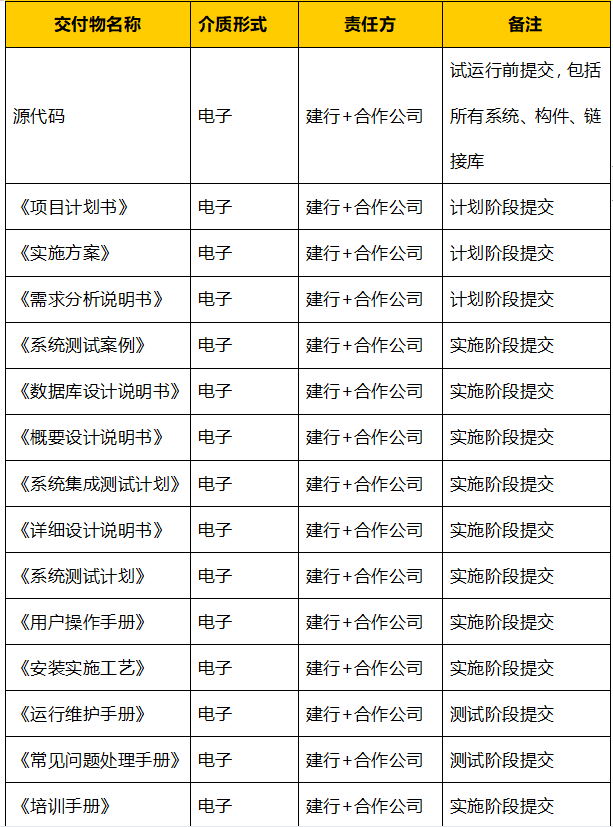 交付物名称 介质形式 责任方 备注
源代码 电子 建行+合作公司 试运行前提交,包括
所有系统、构件、链
接库
《项目计划书》 电子 建行+合作公司 计划阶段提交
《实施方案》 电子 建行+合作公司 计划阶段提交
《需求分析说明书》 电子 建行+合作公司 计划阶段提交
《系统测试案例》 电子 建行+合作公司 实施阶段提交
《数据库设计说明书》 电子 建行+合作公司 实施阶段提交
《概要设计说明书》 电子 建行+合作公司 实施阶段提交
《系统集成测试计划》 电子 建行+合作公司 实施阶段提交
《详细设计说明书》 电子 建行+合作公司 实施阶段提交
《系统测试计划》 电子 建行+合作公司 实施阶段提交
《用户操作手册》 电子 建行+合作公司 实施阶段提交
《安装实施工艺》 电子 建行+合作公司 实施阶段提交
《运行维护手册》 电子 建行+合作公司 测试阶段提交
《常见问题处理手册》 电子 建行+合作公司 测试阶段提交
《培训手册》 电子 建行+合作公司 实施阶段提交